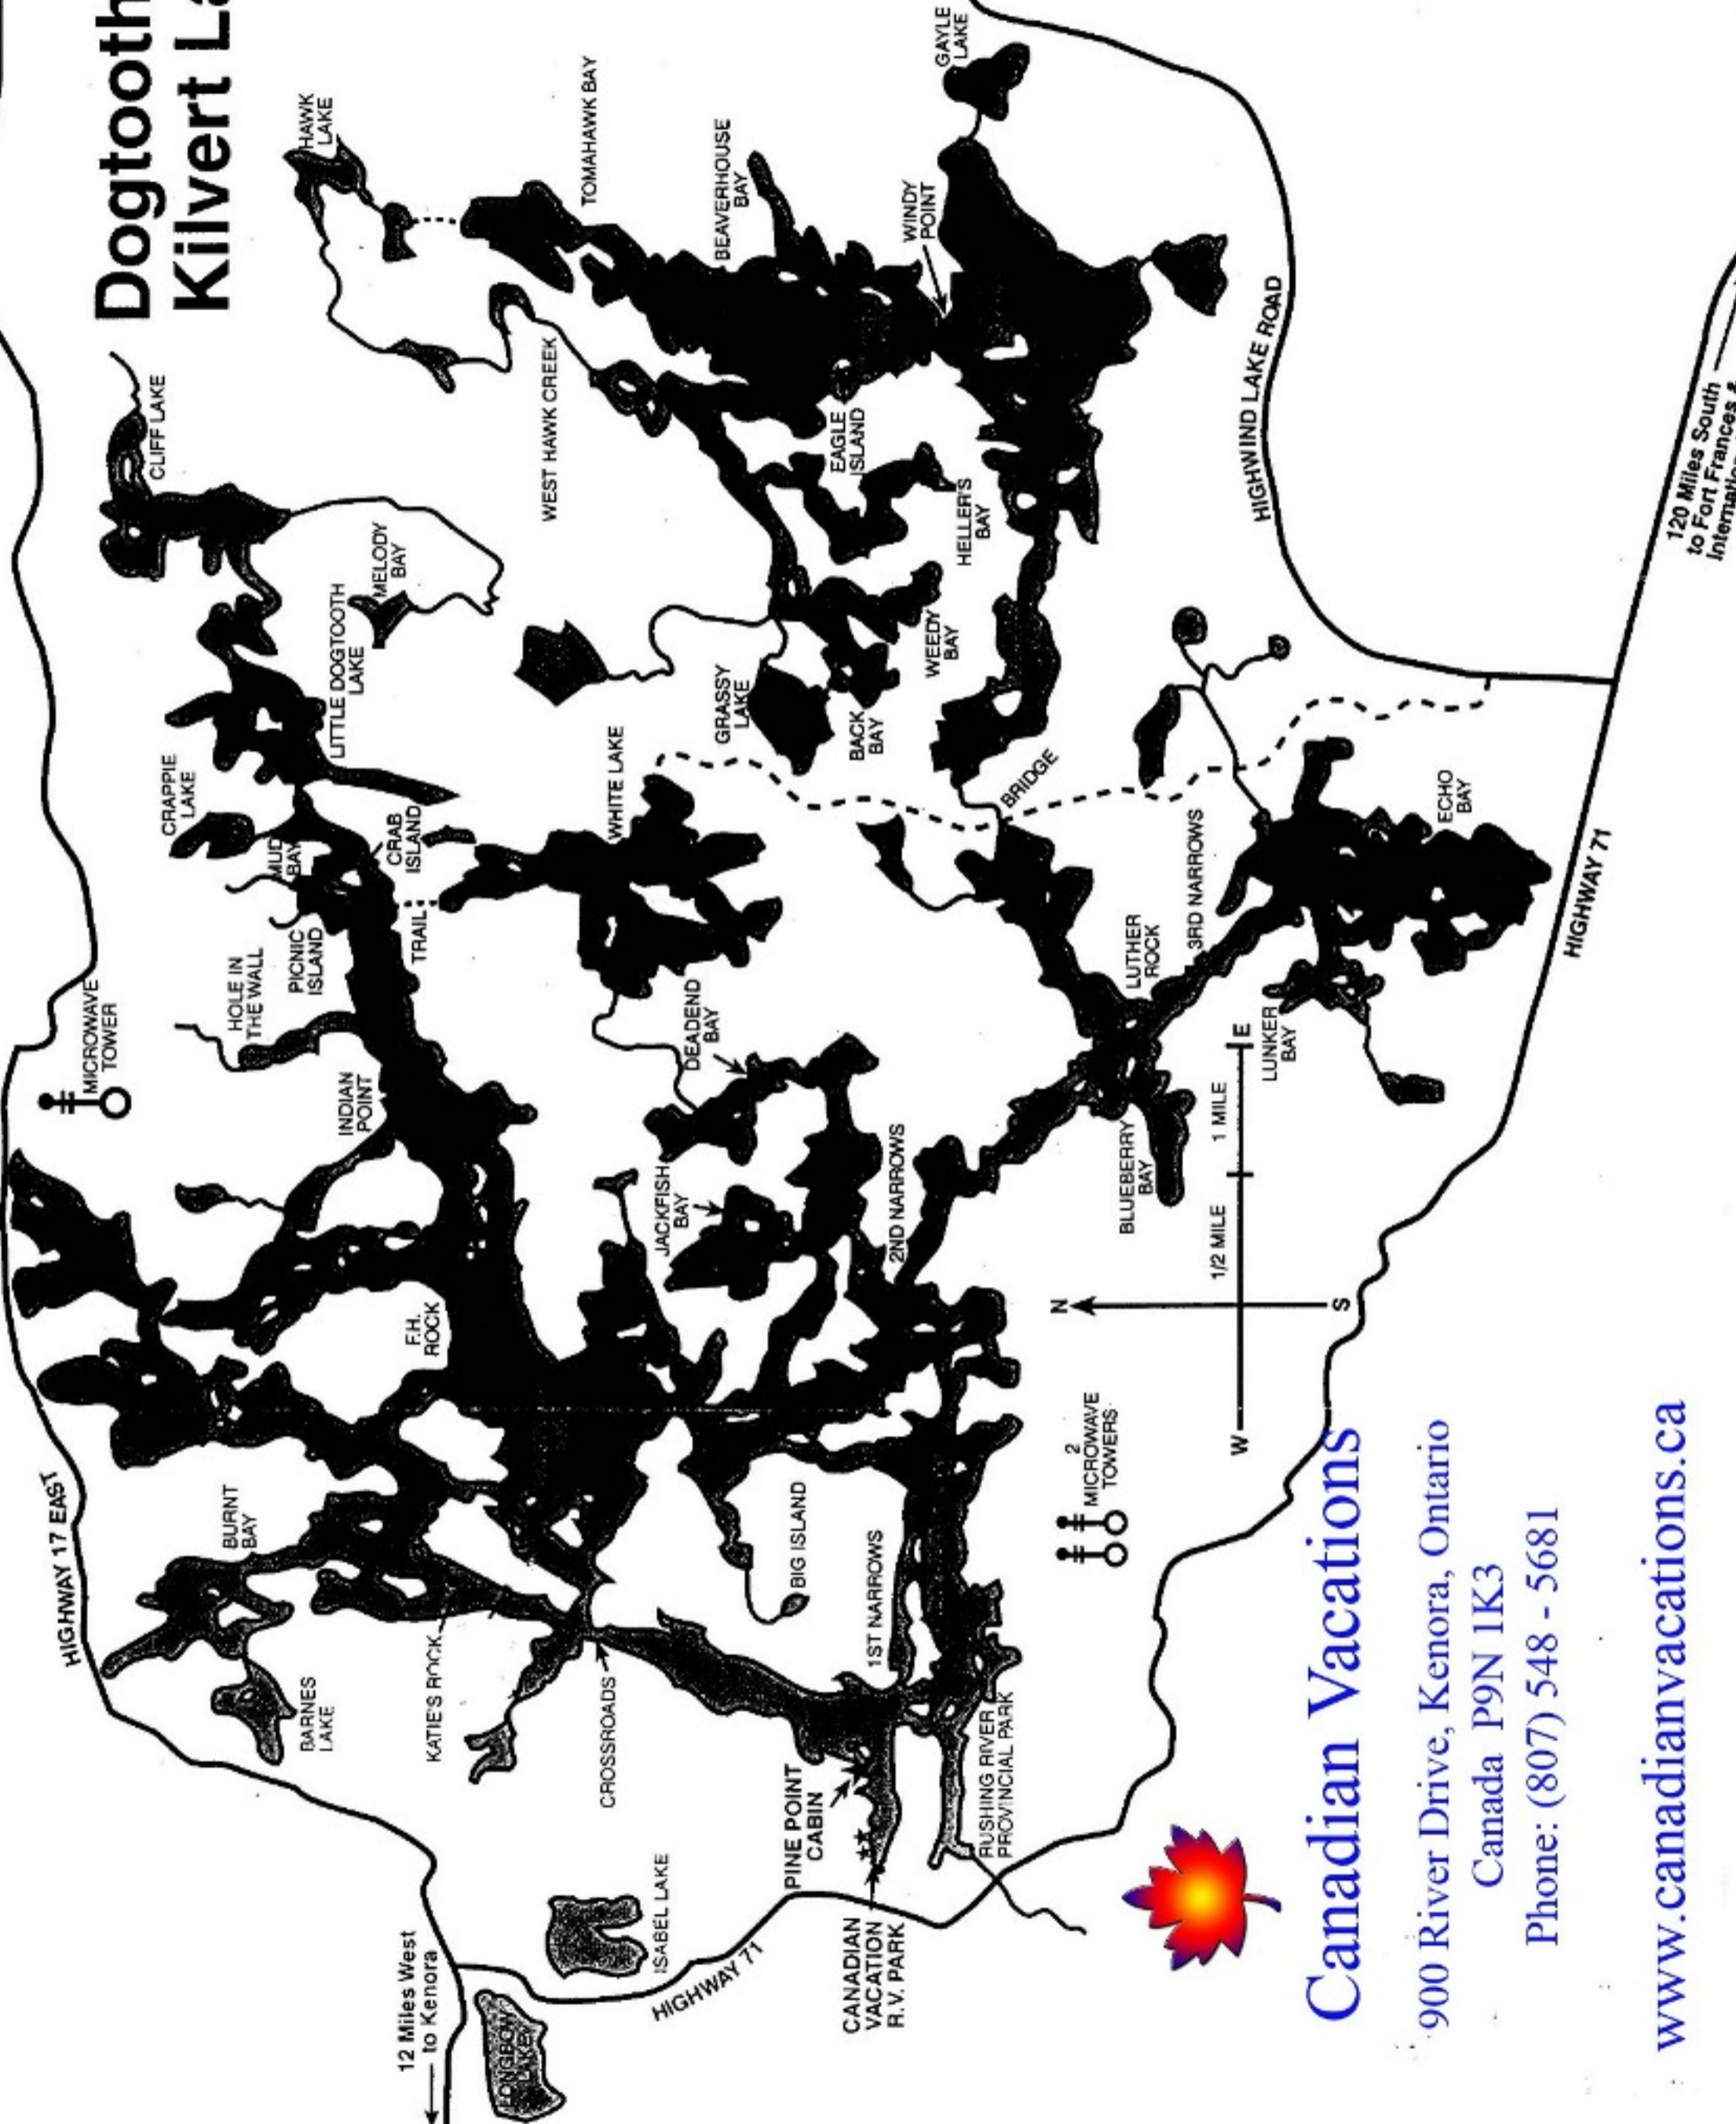 Dogtooth
Kilvert
HIGHWAY 17 EAST
MICROWAVE
TOWER
CLIFF LAKE
HAWK
LAKE
TOMAHAWK BAY
BEAVERHOUSE
BAY
WINDY
POINT
GAYLE
LAKE
WEST HAWK CREEK
MELODY
BAY
LITTLE DOGTOOTH
LAKE
CRAPPIE
LAKE
MUD
BAY
CRAB
ISLAND
PICNIC
ISLAND
TRAIL
HOLE IN
THE WALL
INDIAN
POINT
WHITE LAKE
GRASSY
LAKE
BACK
BAY
WEEDY
BAY
HELLER'S
BAY
EAGLE
ISLAND
HIGHWIND LAKE ROAD
BRIDGE
DEADEND
BAY
JACKFISH
BAY
2ND NARROWS
F.H.
ROCK
BURNT
BAY
BARNES
LAKE
KATIE'S ROCK
CROSSROADS
BIG ISLAND
1ST NARROWS
LUTHER
ROCK
3RD NARROWS
ECHO
BAY
LUNKER
BAY
BLUEBERRY
BAY
HIGHWAY 71
120 Miles South
to Fort Frances &
12 Miles West
to Kenora
LONGBOW
LAKE
ISABEL LAKE
HIGHWAY 71
PINE POINT
CABIN
CANADIAN
VACATION
R.V. PARK
RUSHING RIVER
PROVINCIAL PARK
2
MICROWAVE
TOWERS
N
W
E
S
1/2 MILE
1 MILE
Canadian Vacations
900 River Drive, Kenora, Ontario
Canada P9N 1K3
Phone: (807) 548 - 5681
www.canadianvacations.ca